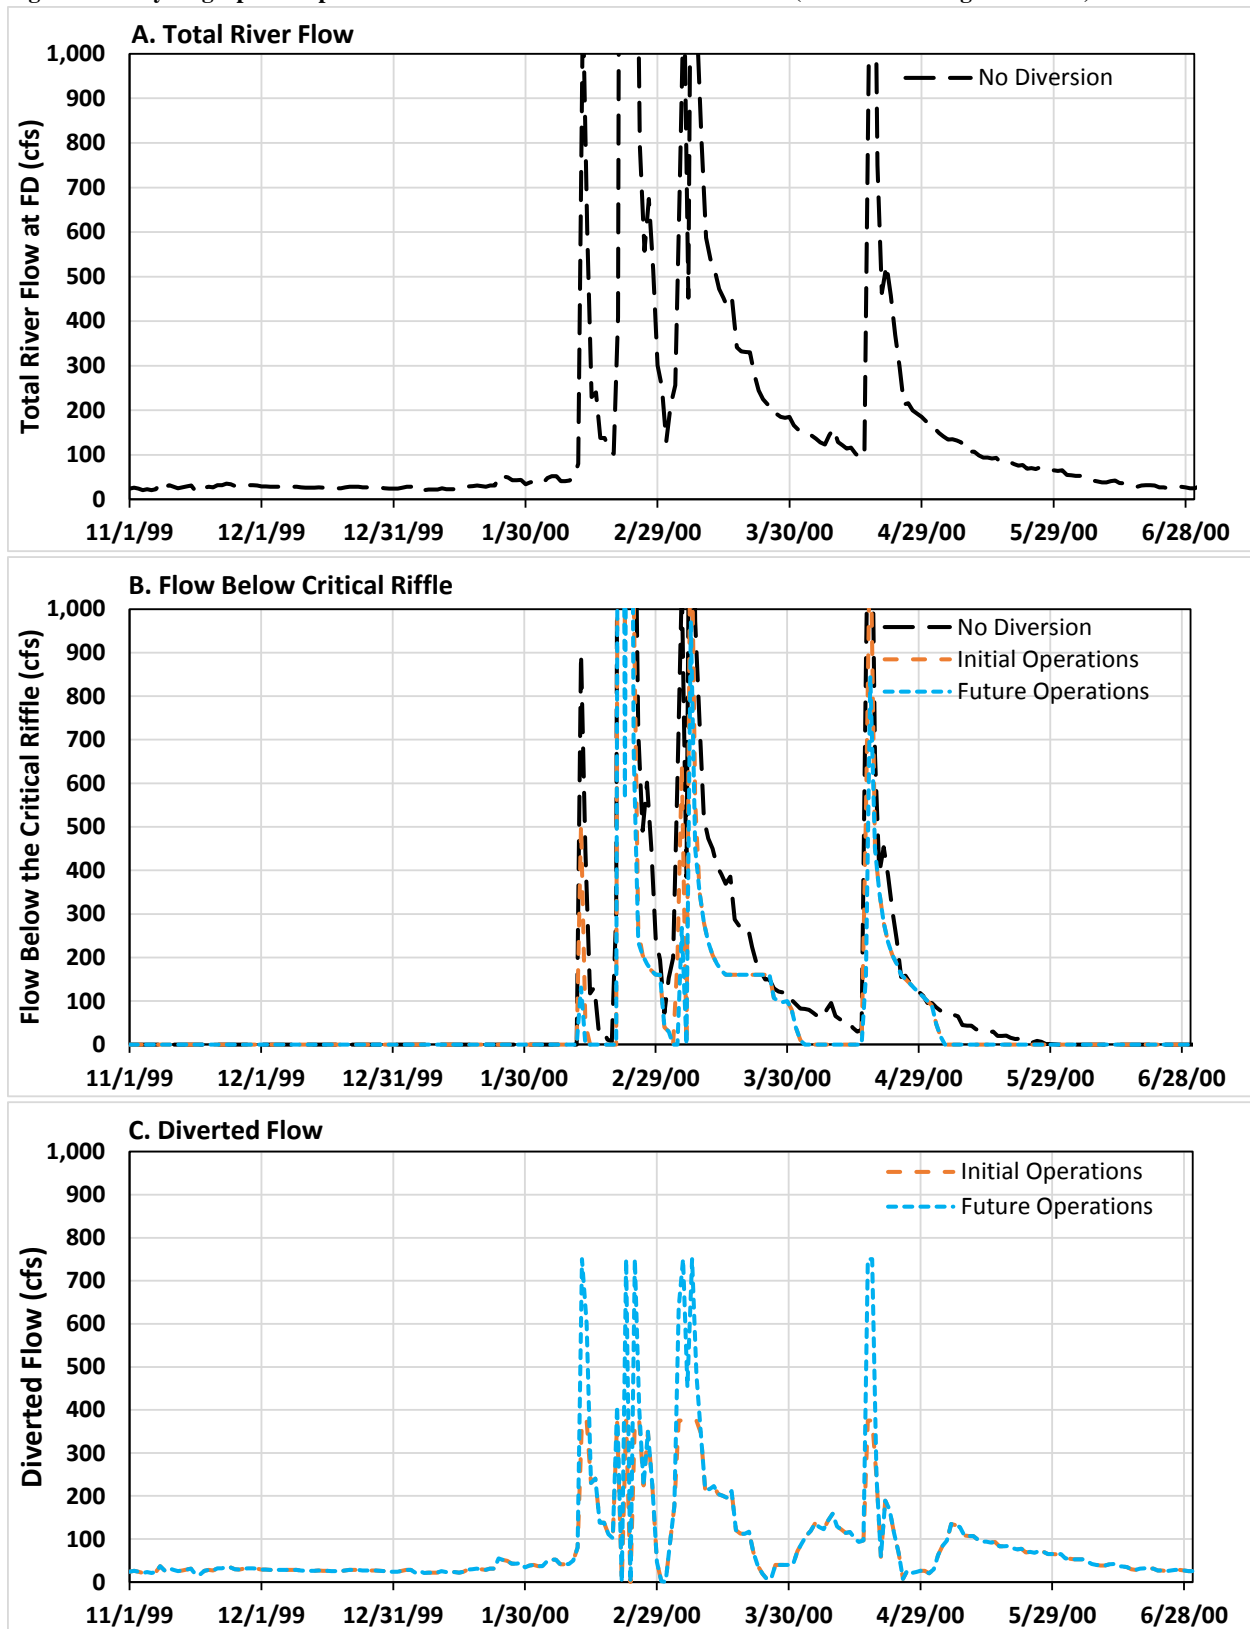 A. Total River Flow
1,000
900
800
700
600
500
400
300
200
100
0
Total River Flow at FD (cfs)
No Diversion
11/1/99 12/1/99 12/31/99 1/30/00 2/29/00 3/30/00 4/29/00 5/29/00 6/28/00
B. Flow Below Critical Riffle
1,000
900
800
700
600
500
400
300
200
100
0
Flow Below the Critical Riffle (cfs)
No Diversion
Initial Operations
Future Operations
11/1/99 12/1/99 12/31/99 1/30/00 2/29/00 3/30/00 4/29/00 5/29/00 6/28/00
C. Diverted Flow
1,000
900
800
700
600
500
400
300
200
100
0
Diverted Flow (cfs)
Initial Operations
Future Operations
11/1/99 12/1/99 12/31/99 1/30/00 2/29/00 3/30/00 4/29/00 5/29/00 6/28/00